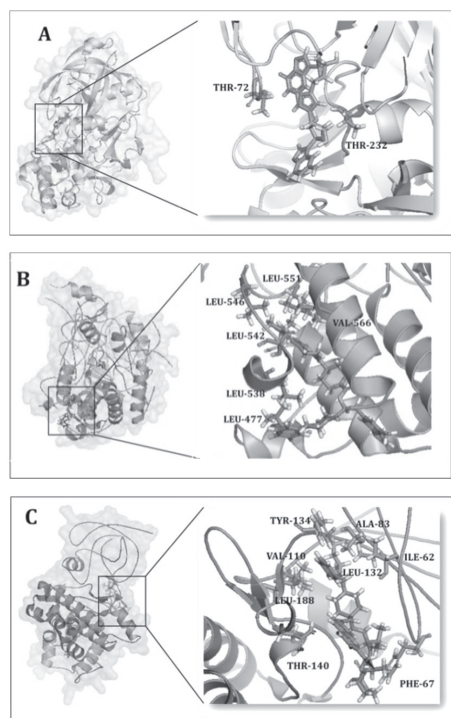 A
THR-72
THR-232
B
LEU-551
LEU-546
VAL-566
LEU-542
LEU-538
LEU-477
C
TYR-134
ALA-83
VAL-110
ILE-62
LEU-132
LEU-188
THR-140
PHE-67